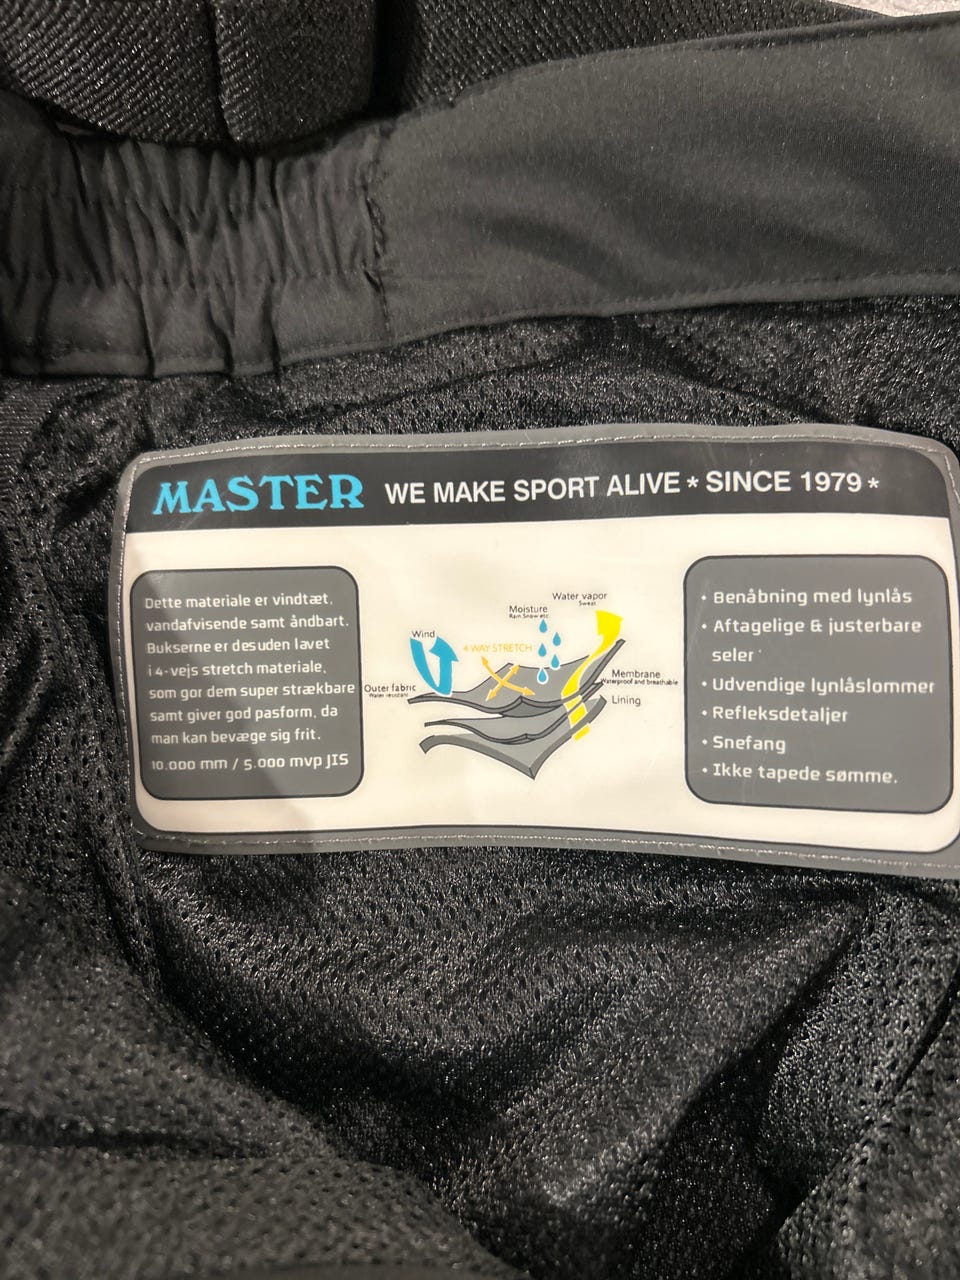 MASTER WE MAKE SPORT ALIVE * SINCE 1979 *
Dette materiale er vindtæt,
vandafvisende samt åndbart.
Bukserne er desuden lavet
i 4-vejs stretch materiale,
som gør dem super strækbare
samt giver god pasform, da
man kan bevæge sig frit.
10.000 mm / 5.000 mvp JIS
Wind
Moisture
Rain, Snow etc.
Water vapor
Sweat
4 WAY STRETCH
Outer fabric
Water resistant
Membrane
Waterproof and breathable
Lining
• Benåbning med lynlås
• Aftagelige & justerbare
seler
• Udvendige lynlåslommer
• Refleksdetaljer
• Snefang
• Ikke tapede sømme.